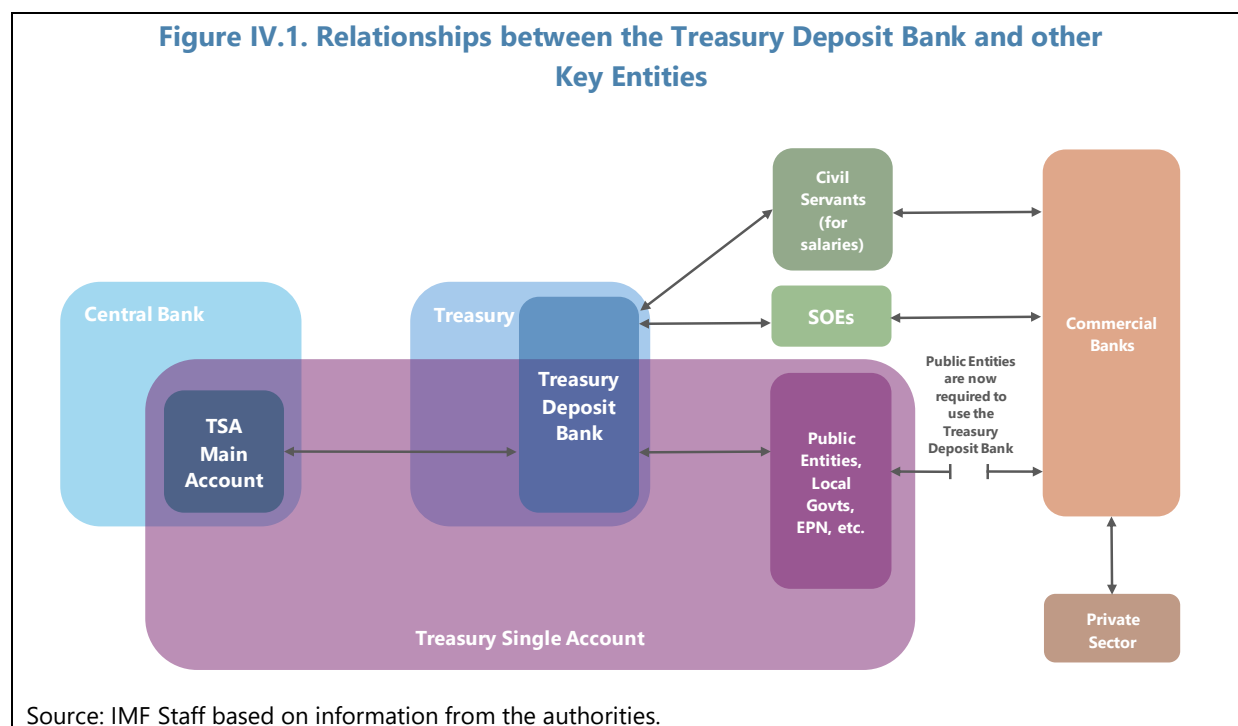 Figure IV.1. Relationships between the Treasury Deposit Bank and other
Key Entities
Civil
Servants
(for
salaries)
Central Bank
Treasury
SOEs
Commercial
Banks
Public Entities
are now
required to
use the
Treasury
Deposit Bank
Treasury
Deposit
Bank
TSA
Main
Account
Public
Entities,
Local
Govts,
EPN, etc.
Treasury Single Account
Private
Sector
Source: IMF Staff based on information from the authorities.